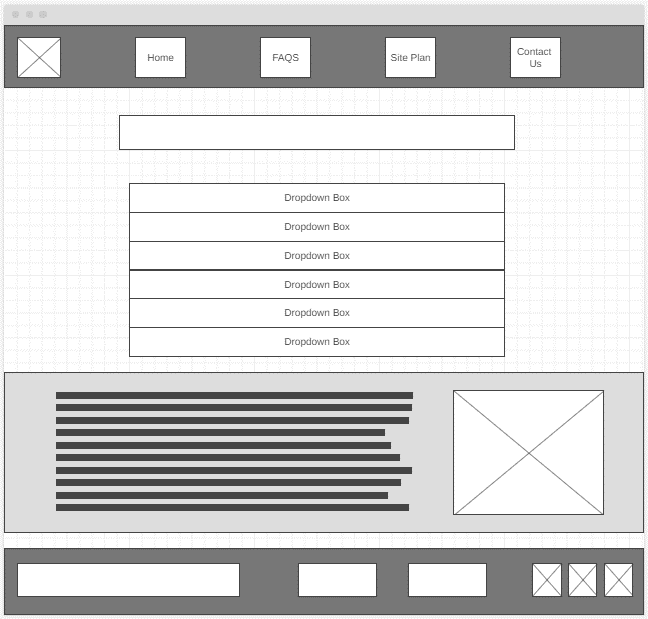 Home
FAQS
Site Plan
Contact
Us
Dropdown Box
Dropdown Box
Dropdown Box
Dropdown Box
Dropdown Box
Dropdown Box